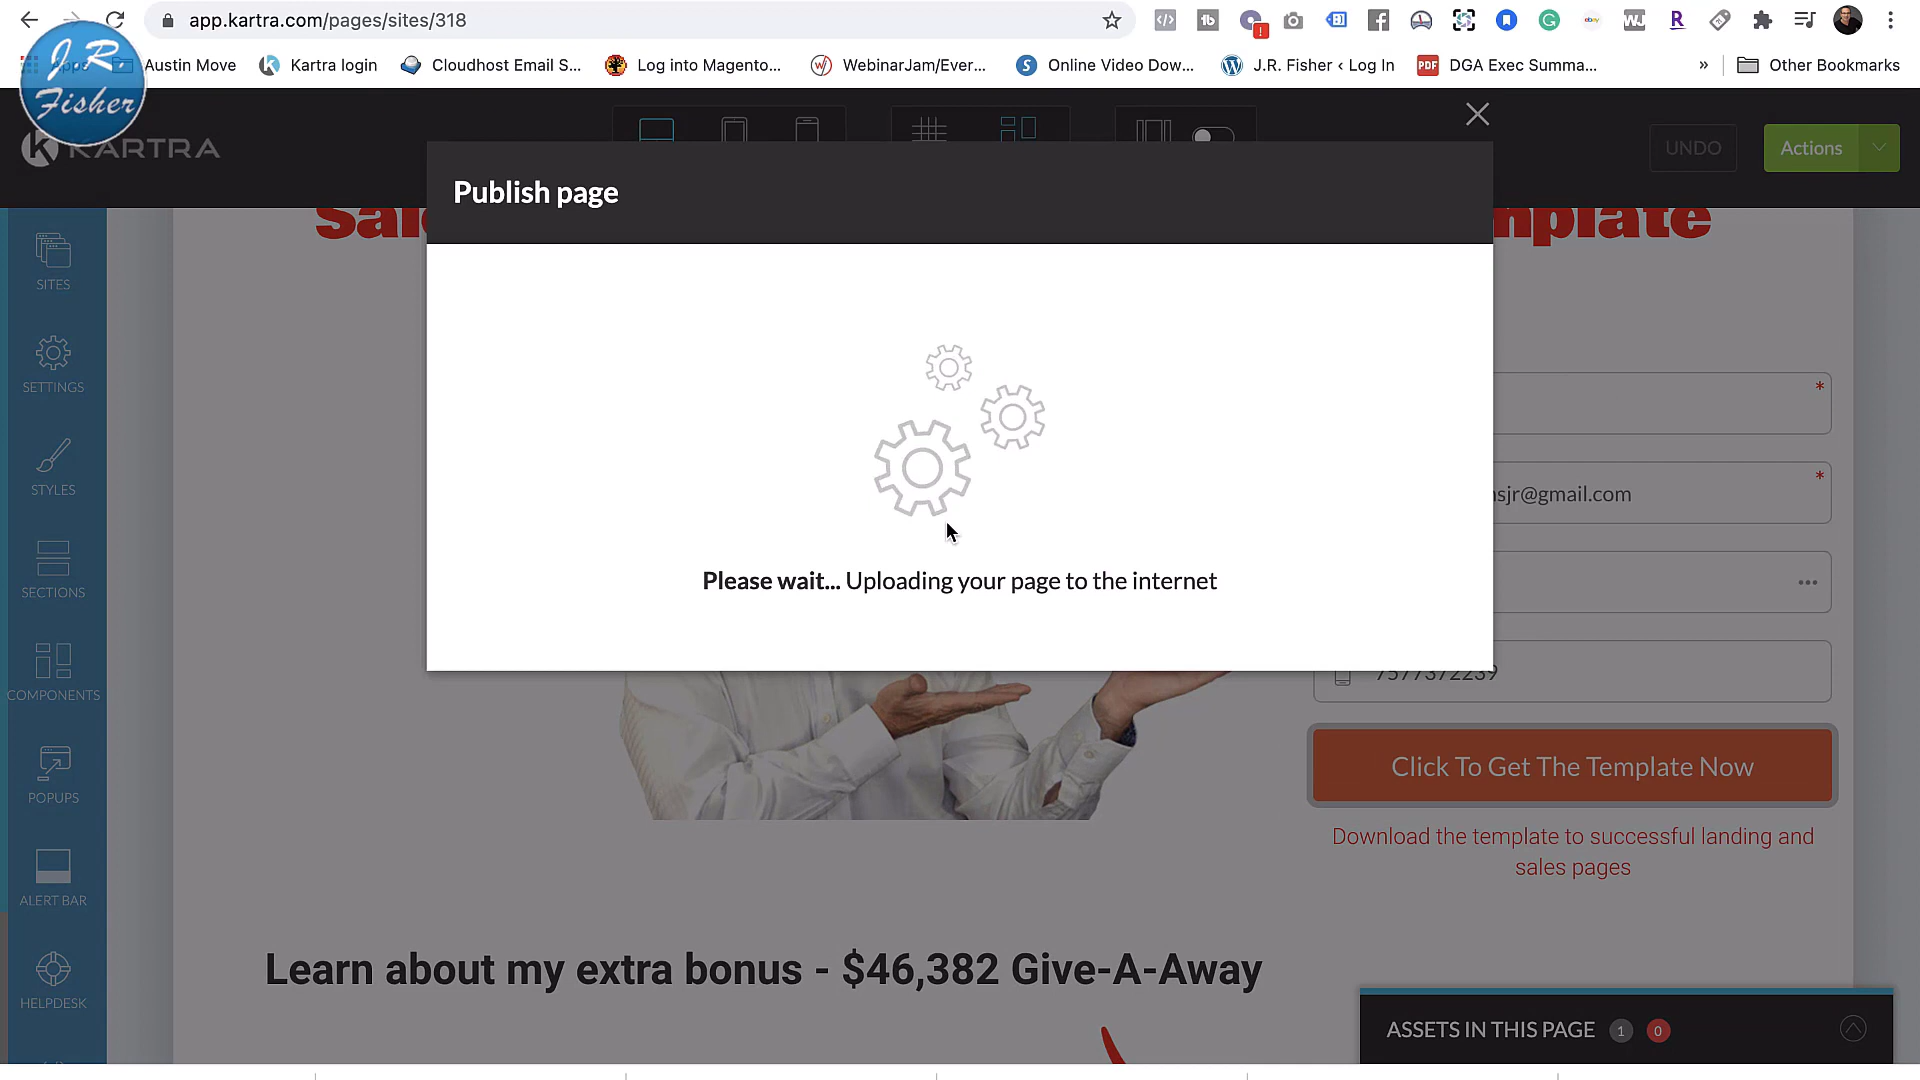 app.kartra.com/pages/sites/318
J.R.
Fisher
Apps
Austin Move
Kartra login
Cloudhost Email S...
Log into Magento...
WebinarJam/Ever...
Online Video Dow...
J.R. Fisher ‹ Log In
PDF
DGA Exec Summa...
»
Other Bookmarks
KARTRA
UNDO
Actions
Publish page
Please wait... Uploading your page to the internet
SITES
SETTINGS
STYLES
SECTIONS
COMPONENTS
POPUPS
ALERT BAR
HELPDESK
*
*
nsjr@gmail.com
7577372239
Click To Get The Template Now
Download the template to successful landing and
sales pages
Learn about my extra bonus - $46,382 Give-A-Away
ASSETS IN THIS PAGE 1 0